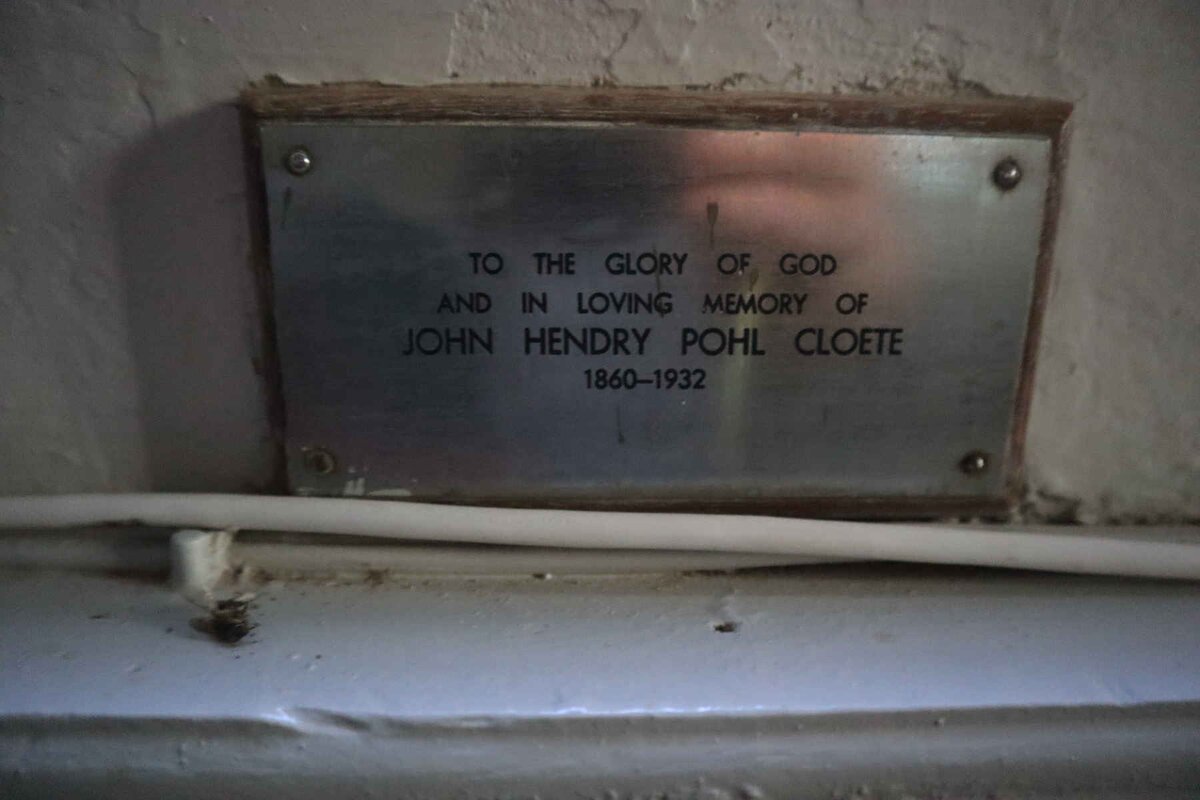 TO THE GLORY OF GOD
AND IN LOVING MEMORY OF
JOHN HENDRY POHL CLOETE
1860–1932